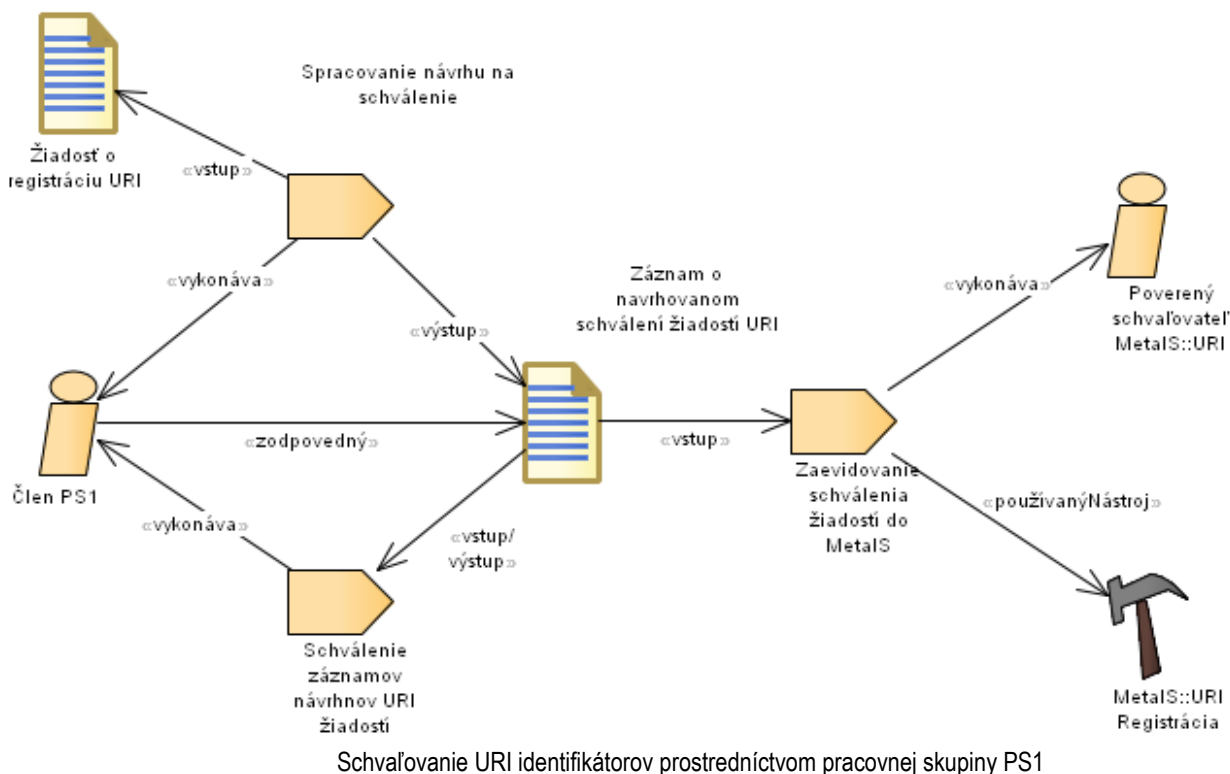 Spracovanie návrhu na
schválenie
Žiadosť o
registráciu URI
«vstup»
«vykonáva»
«výstup»
Záznam o
navrhovanom
schválení žiadostí URI
«vykonáva»
Poverený
schvaľovateľ
MetaIS::URI
Člen PS1
«zodpovedný»
«vstup»
Zaevidovanie
schválenia
žiadostí do
MetaIS
«používanýNástroj»
«vykonáva»
«vstup/
výstup»
Schválenie
záznamov
návrhnov URI
žiadostí
MetaIS::URI
Registrácia
Schvaľovanie URI identifikátorov prostredníctvom pracovnej skupiny PS1